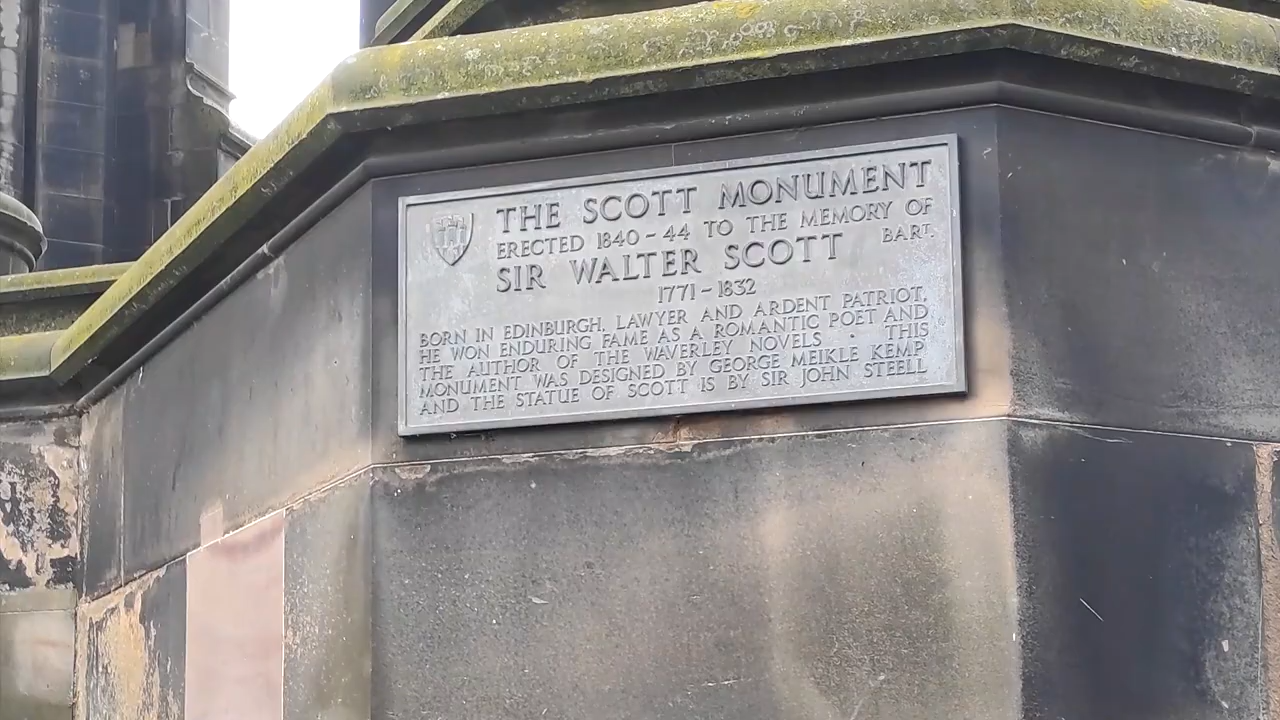 THE SCOTT MONUMENT
ERECTED 1840-44 TO THE MEMORY OF
SIR WALTER SCOTT BART.
1771-1832
BORN IN EDINBURGH, LAWYER AND ARDENT PATRIOT,
HE WON ENDURING FAME AS A ROMANTIC POET AND
THE AUTHOR OF THE WAVERLEY NOVELS · THIS
MONUMENT WAS DESIGNED BY GEORGE MEIKLE KEMP
AND THE STATUE OF SCOTT IS BY SIR JOHN STEELL